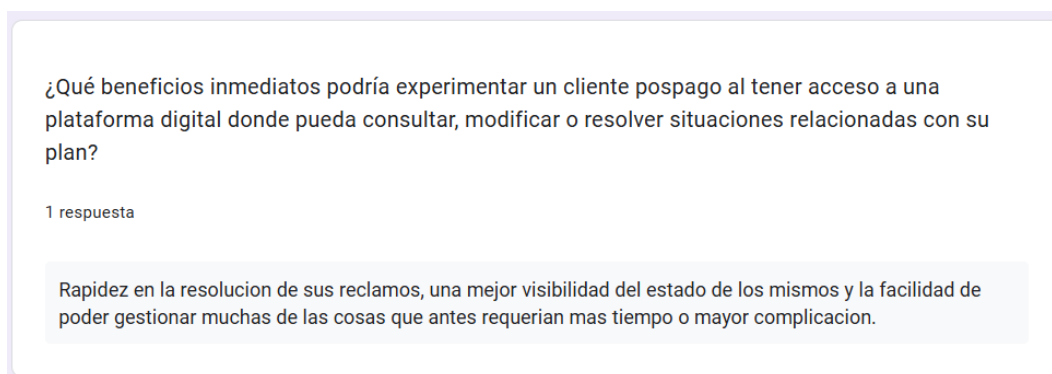 ¿Qué beneficios inmediatos podría experimentar un cliente pospago al tener acceso a una
plataforma digital donde pueda consultar, modificar o resolver situaciones relacionadas con su
plan?
1 respuesta
Rapidez en la resolucion de sus reclamos, una mejor visibilidad del estado de los mismos y la facilidad de
poder gestionar muchas de las cosas que antes requerian mas tiempo o mayor complicacion.